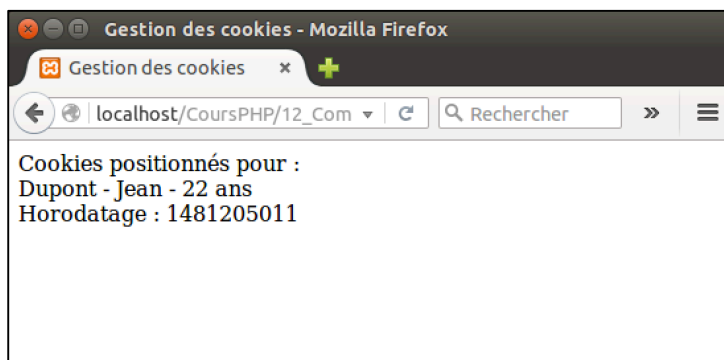 Gestion des cookies - Mozilla Firefox
Gestion des cookies
localhost/CoursPHP/12_Com
Rechercher
Cookies positionnés pour :
Dupont - Jean - 22 ans
Horodatage : 1481205011